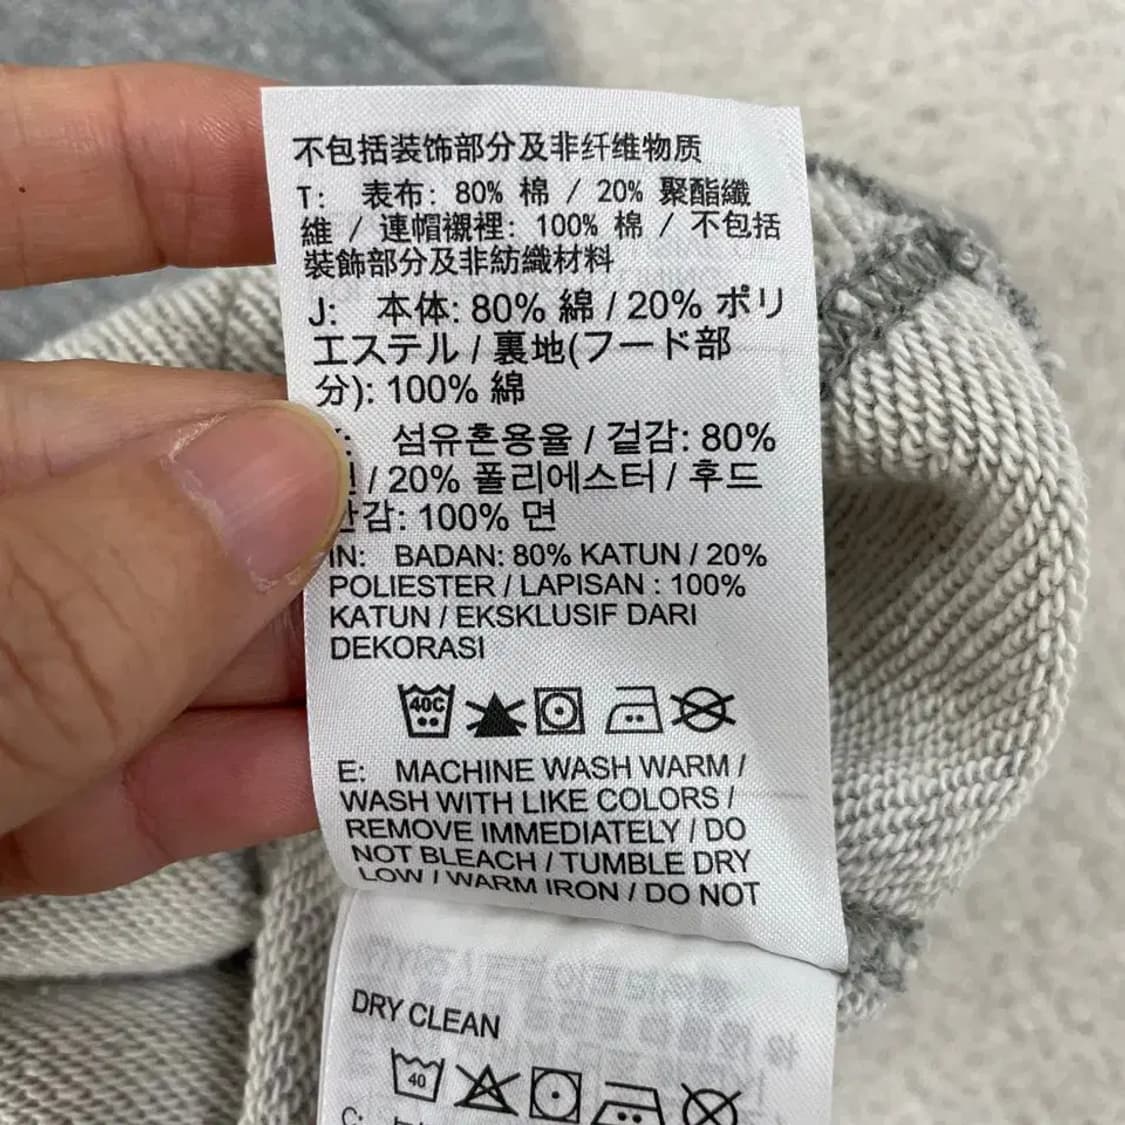 不包括装饰部分及非纤维物质
T: 表布: 80% 棉 / 20% 聚酯纖
維 / 連帽襯裡: 100% 棉 / 不包括
裝飾部分及非紡織材料
J: 本体: 80% 綿 / 20% ポリ
エステル / 裏地(フード部
分): 100% 綿
섬유혼용율 / 겉감: 80%
/ 20% 폴리에스터 / 후드
100% 면
IN: BADAN: 80% KATUN / 20%
POLIESTER / LAPISAN : 100%
KATUN / EKSKLUSIF DARI
DEKORASI
40C
E: MACHINE WASH WARM /
WASH WITH LIKE COLORS /
REMOVE IMMEDIATELY / DO
NOT BLEACH / TUMBLE DRY
LOW / WARM IRON / DO NOT
DRY CLEAN
40
C: